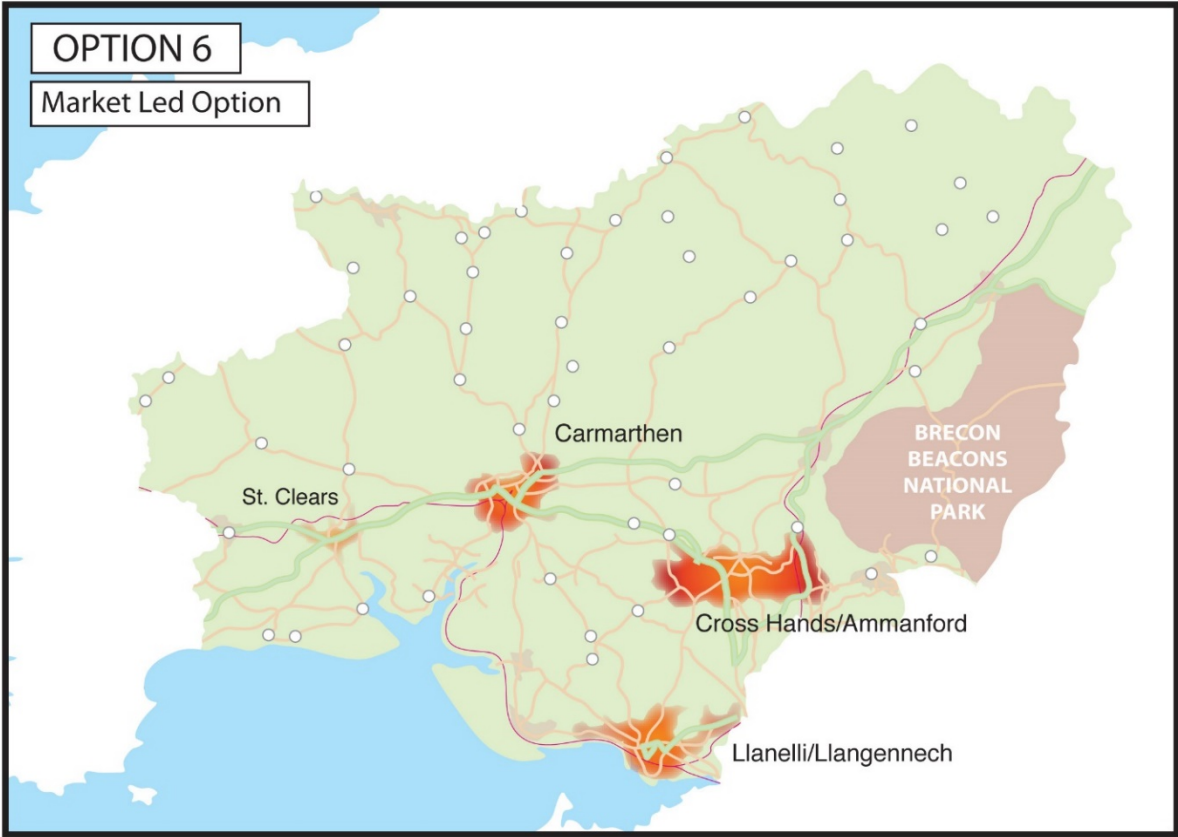 OPTION 6
Market Led Option
Carmarthen
BRECON
BEACONS
NATIONAL
PARK
St. Clears
Cross Hands/Ammanford
Llanelli/Llangennech